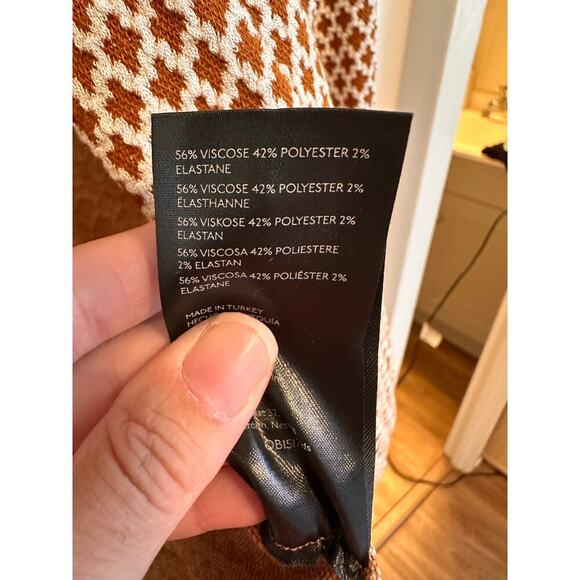 56% VISCOSE 42% POLYESTER 2%
ELASTANE
56% VISCOSE 42% POLYESTER 2%
ÉLASTHANNE
56% VISKOSE 42% POLYESTER 2%
ELASTAN
56% VISCOSA 42% POLIESTERE
2% ELASTAN
56% VISCOSA 42% POLIÉSTER 2%
ELASTANE
MADE IN TURKEY